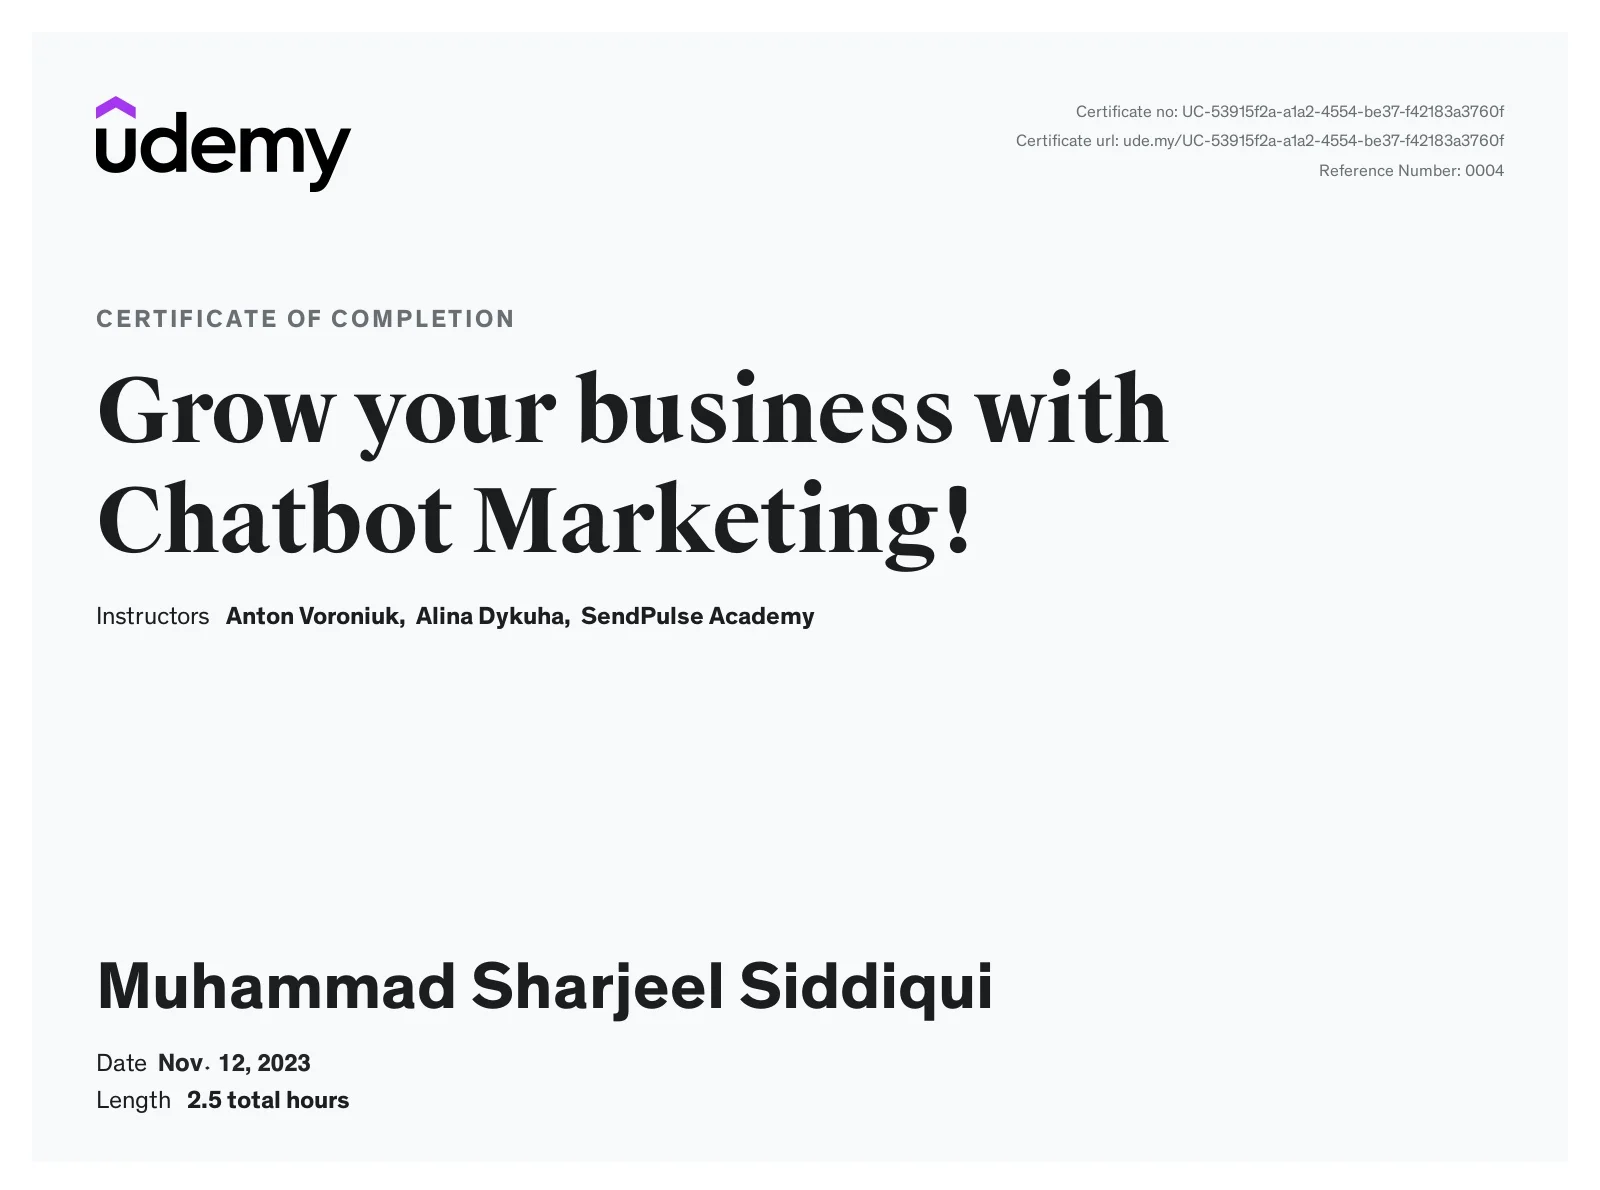 udemy
Certificate no: UC-53915f2a-a1a2-4554-be37-f42183a3760f
Certificate url: ude.my/UC-53915f2a-a1a2-4554-be37-f42183a3760f
Reference Number: 0004
CERTIFICATE OF COMPLETION
Grow your business with
Chatbot Marketing!
Instructors Anton Voroniuk, Alina Dykuha, SendPulse Academy
Muhammad Sharjeel Siddiqui
Date Nov. 12, 2023
Length 2.5 total hours